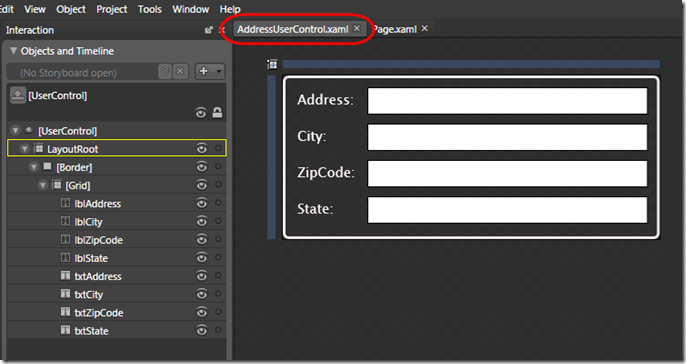 Edit View Object Project Tools Window Help
Interaction
AddressUserControl.xaml
Page.xaml
Objects and Timeline
(No Storyboard open)
[UserControl]
[UserControl]
LayoutRoot
[Border]
[Grid]
lblAddress
lblCity
lblZipCode
lblState
txtAddress
txtCity
txtZipCode
txtState
Address:
City:
ZipCode:
State: